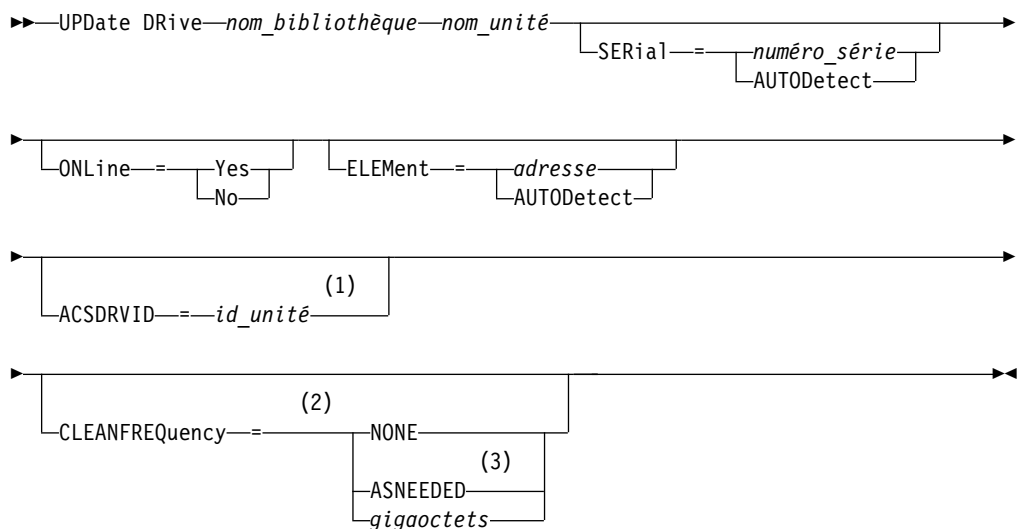 UPDate DRive nom_bibliothèque nom_unité
SERial = numéro_série
AUTODetect
ONLine = Yes
No
ELEMent = adresse
AUTODetect
(1)
ACSDRVID = id_unité
(2)
CLEANFREQuency = NONE
(3)
ASNEEDED
gigaoctets